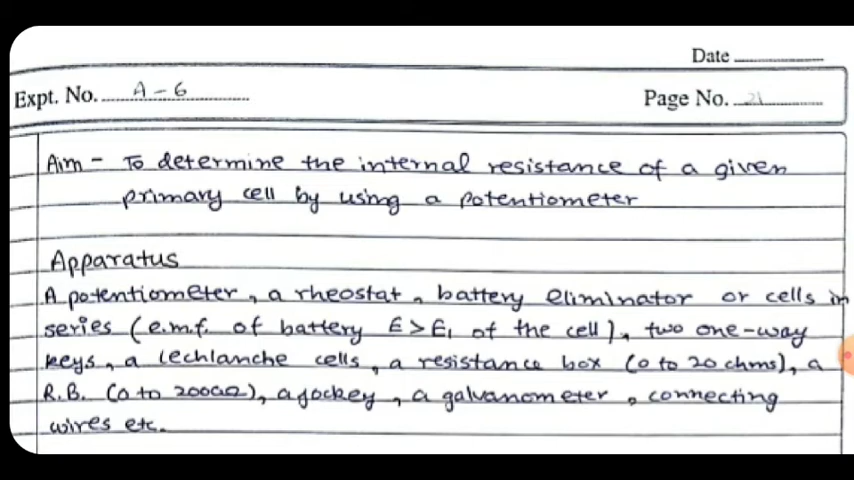 Date
Expt. No. A-6
Page No. 21
Aim - To determine the internal resistance of a given
primary cell by using a potentiometer
Apparatus
A potentiometer, a rheostat, battery eliminator or cells in
series (e.m.f. of battery E > E1 of the cell), two one-way
keys, a lechlanche cells, a resistance box (0 to 20 ohms), a
R.B. (0 to 2000Ω), a jockey, a galvanometer, connecting
wires etc.